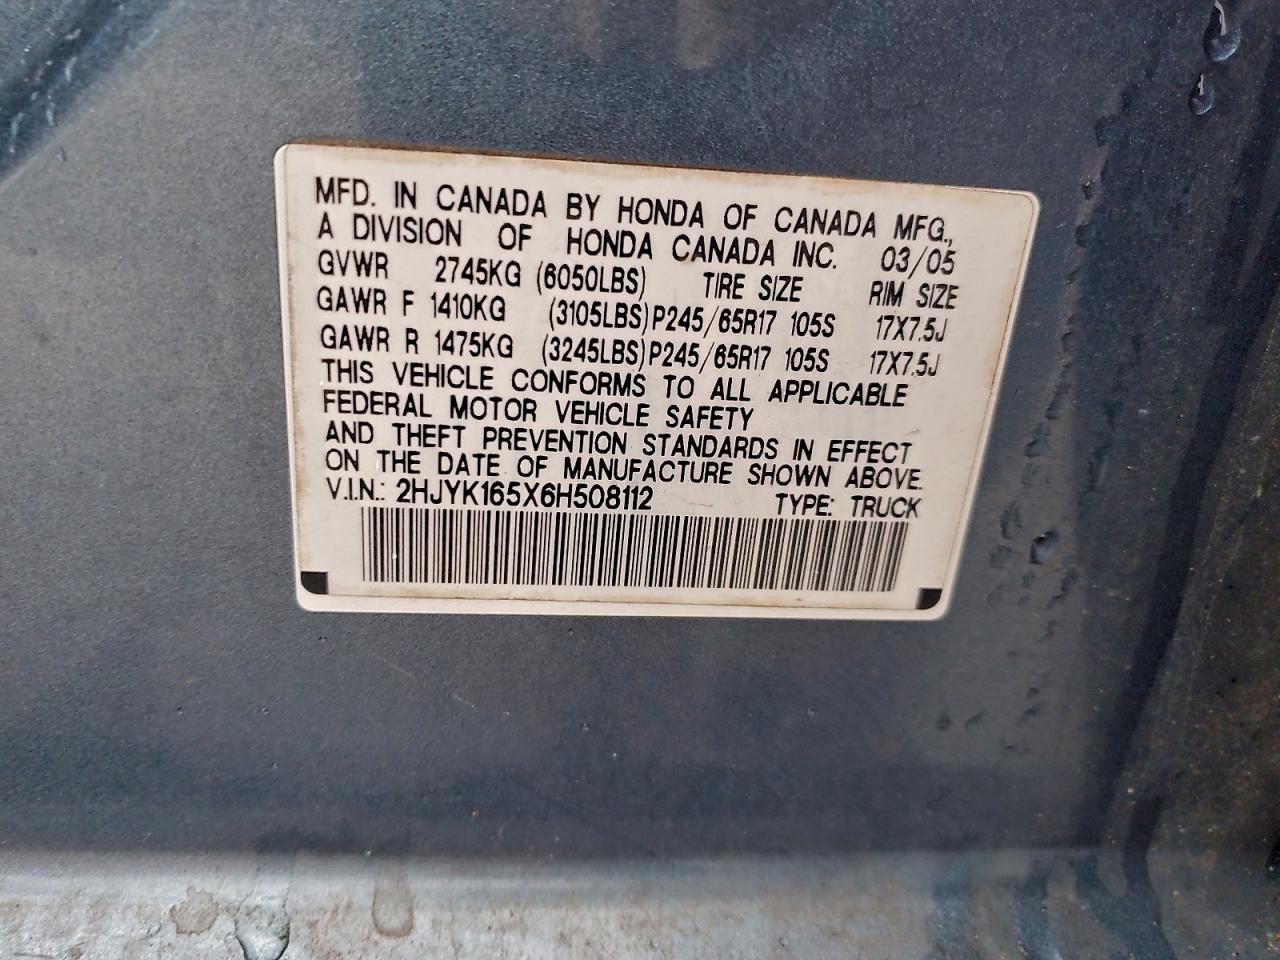 MFD. IN CANADA BY HONDA OF CANADA MFG.,
A DIVISION OF HONDA CANADA INC. 03/05
GVWR 2745KG (6050LBS) TIRE SIZE RIM SIZE
GAWR F 1410KG (3105LBS) P245/65R17 105S 17X7.5J
GAWR R 1475KG (3245LBS) P245/65R17 105S 17X7.5J
THIS VEHICLE CONFORMS TO ALL APPLICABLE
FEDERAL MOTOR VEHICLE SAFETY
AND THEFT PREVENTION STANDARDS IN EFFECT
ON THE DATE OF MANUFACTURE SHOWN ABOVE.
V.I.N.: 2HJYK165X6H508112 TYPE: TRUCK